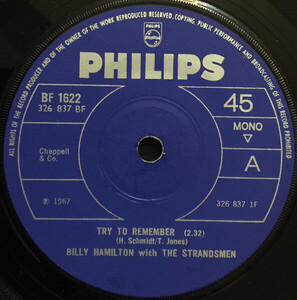 ALL RIGHTS OF THE RECORD PRODUCER AND OF THE OWNER OF THE WORK REPRODUCED RESERVED. COPYING, PUBLIC PERFORMANCE AND BROADCASTING OF THIS RECORD PROHIBITED
PHILIPS
PHILIPS
BF 1622
326 837 BF
45
MONO
Chappell
& Co.
A
℗ 1967
326 837 1F
TRY TO REMEMBER (2.32)
(H. Schmidt/T. Jones)
BILLY HAMILTON with THE STRANDSMEN